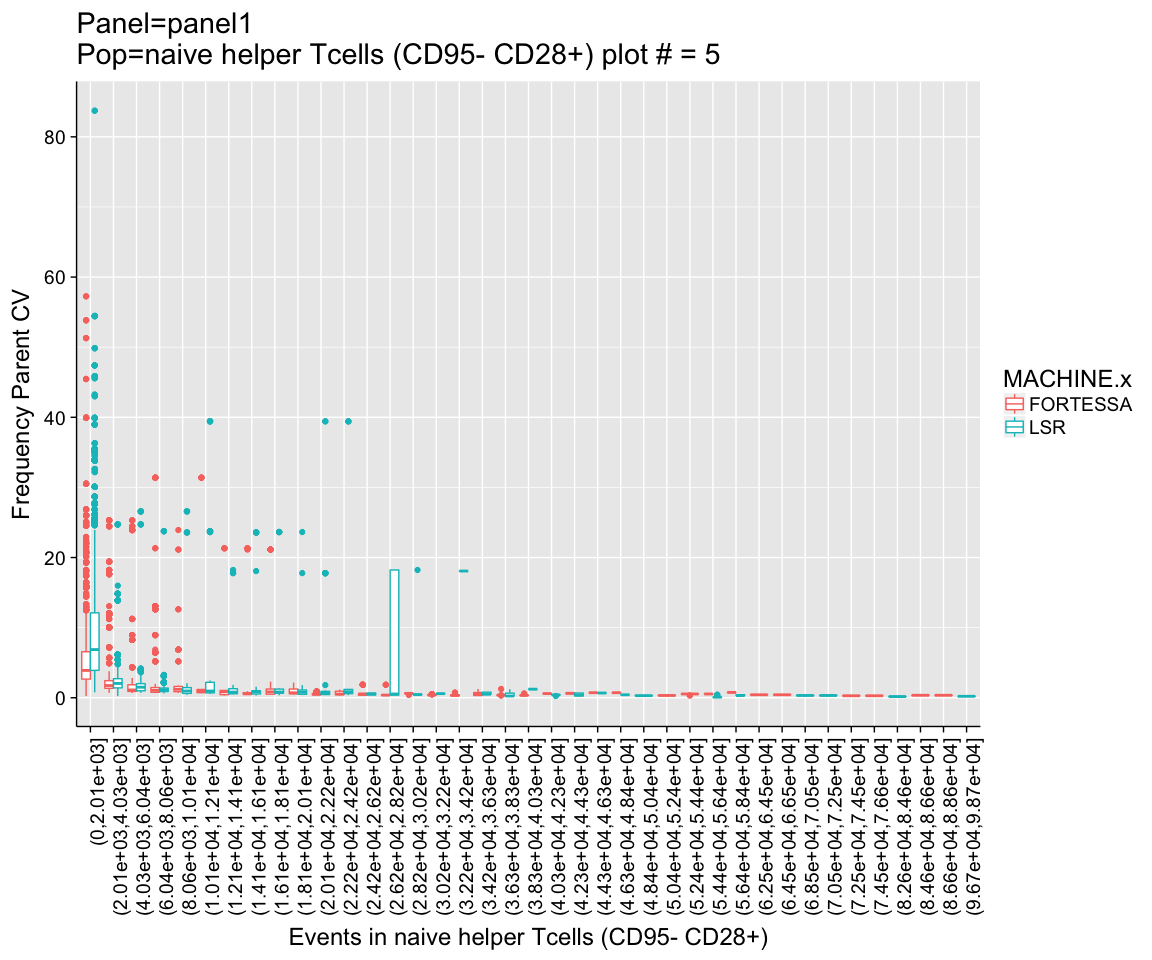 Panel=panel1
Pop=naive helper Tcells (CD95- CD28+) plot # = 5
Frequency Parent CV
80
60
40
20
0
(0,2.01e+03]
(2.01e+03,4.03e+03]
(4.03e+03,6.04e+03]
(6.04e+03,8.06e+03]
(8.06e+03,1.01e+04]
(1.01e+04,1.21e+04]
(1.21e+04,1.41e+04]
(1.41e+04,1.61e+04]
(1.61e+04,1.81e+04]
(1.81e+04,2.01e+04]
(2.01e+04,2.22e+04]
(2.22e+04,2.42e+04]
(2.42e+04,2.62e+04]
(2.62e+04,2.82e+04]
(2.82e+04,3.02e+04]
(3.02e+04,3.22e+04]
(3.22e+04,3.42e+04]
(3.42e+04,3.63e+04]
(3.63e+04,3.83e+04]
(3.83e+04,4.03e+04]
(4.03e+04,4.23e+04]
(4.23e+04,4.43e+04]
(4.43e+04,4.63e+04]
(4.63e+04,4.84e+04]
(4.84e+04,5.04e+04]
(5.04e+04,5.24e+04]
(5.24e+04,5.44e+04]
(5.44e+04,5.64e+04]
(5.64e+04,5.84e+04]
(6.25e+04,6.45e+04]
(6.45e+04,6.65e+04]
(6.85e+04,7.05e+04]
(7.05e+04,7.25e+04]
(7.25e+04,7.45e+04]
(7.45e+04,7.66e+04]
(8.26e+04,8.46e+04]
(8.46e+04,8.66e+04]
(8.66e+04,8.86e+04]
(9.67e+04,9.87e+04]
Events in naive helper Tcells (CD95- CD28+)
MACHINE.x
FORTESSA
LSR